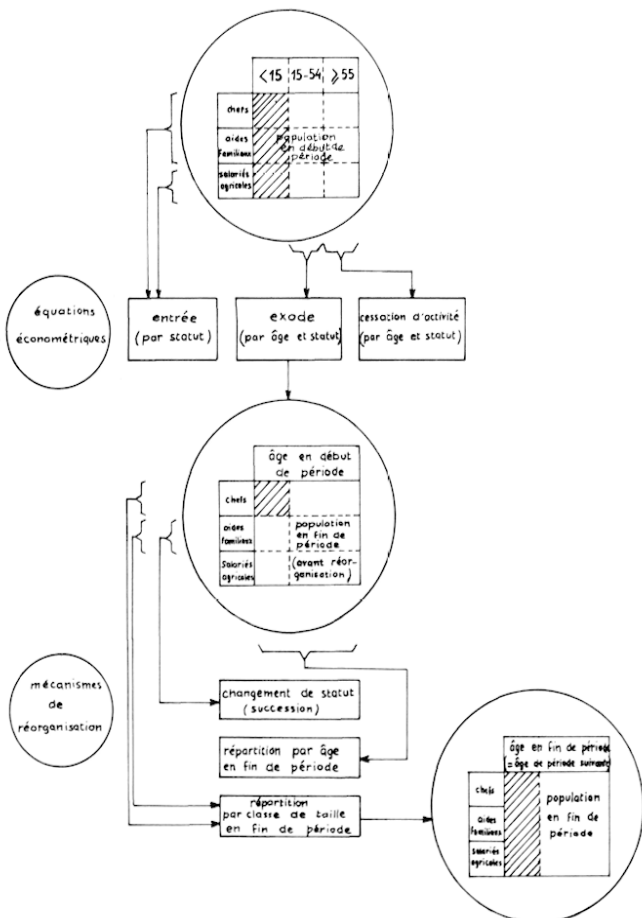 <15 15-54 ⩾55
chefs
aides
familiaux
salariés
agricoles
population
en début de
période
équations
économétriques
entrée
(par statut)
exode
(par âge et statut)
cessation d'activité
(par âge et statut)
âge en début
de période
chefs
aides
familiaux
salariés
agricoles
population
en fin de
période
(avant réor-
ganisation)
mécanismes
de
réorganisation
changement de statut
(succession)
répartition par âge
en fin de période
répartition
par classe de taille
en fin de période
âge en fin de période
(= âge de période suivante)
chefs
aides
familiaux
salariés
agricoles
population
en fin de
période